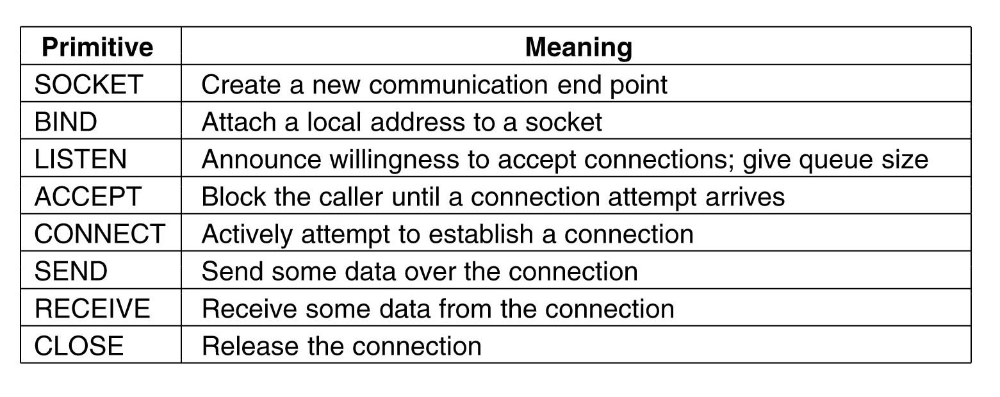 Primitive Meaning
SOCKET Create a new communication end point
BIND Attach a local address to a socket
LISTEN Announce willingness to accept connections; give queue size
ACCEPT Block the caller until a connection attempt arrives
CONNECT Actively attempt to establish a connection
SEND Send some data over the connection
RECEIVE Receive some data from the connection
CLOSE Release the connection